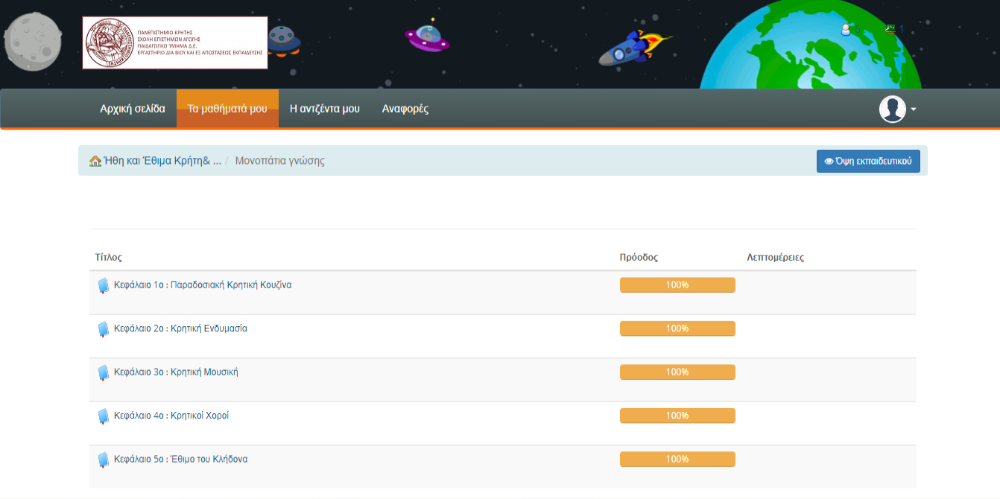 ΠΑΝΕΠΙΣΤΗΜΙΟ ΚΡΗΤΗΣ
ΣΧΟΛΗ ΕΠΙΣΤΗΜΩΝ ΑΓΩΓΗΣ
ΠΑΙΔΑΓΩΓΙΚΟ ΤΜΗΜΑ Δ.Ε.
ΕΡΓΑΣΤΗΡΙΟ ΔΙΑ ΒΙΟΥ ΚΑΙ ΕΞ ΑΠΟΣΤΑΣΕΩΣ ΕΚΠΑΙΔΕΥΣΗΣ
1
Αρχική σελίδα Τα μαθήματά μου Η αντζέντα μου Αναφορές
Ήθη και Έθιμα Κρήτη& ... / Μονοπάτια γνώσης Όψη εκπαιδευτικού
Τίτλος Πρόοδος Λεπτομέρειες
Κεφάλαιο 1ο : Παραδοσιακή Κρητική Κουζίνα 100%
Κεφάλαιο 2ο : Κρητική Ενδυμασία 100%
Κεφάλαιο 3ο : Κρητική Μουσική 100%
Κεφάλαιο 4ο : Κρητικοί Χοροί 100%
Κεφάλαιο 5ο : Έθιμο του Κλήδονα 100%